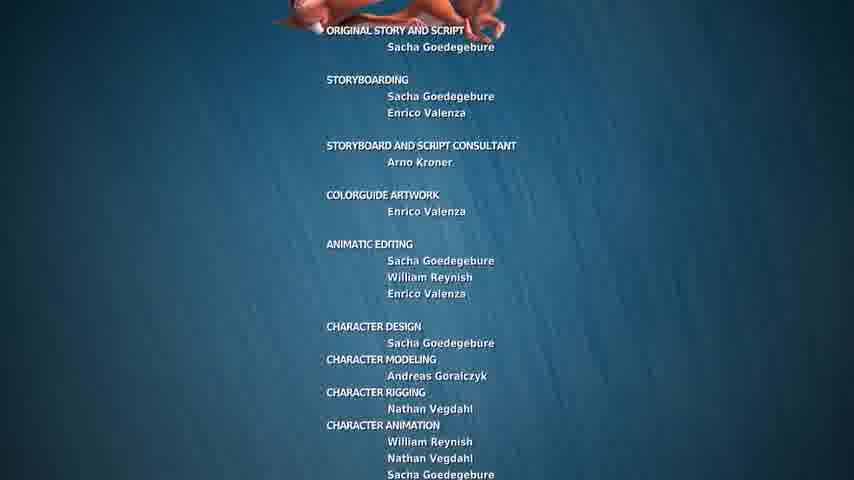 ORIGINAL STORY AND SCRIPT
Sacha Goedegebure
STORYBOARDING
Sacha Goedegebure
Enrico Valenza
STORYBOARD AND SCRIPT CONSULTANT
Arno Kroner
COLORGUIDE ARTWORK
Enrico Valenza
ANIMATIC EDITING
Sacha Goedegebure
William Reynish
Enrico Valenza
CHARACTER DESIGN
Sacha Goedegebure
CHARACTER MODELING
Andreas Goralczyk
CHARACTER RIGGING
Nathan Vegdahl
CHARACTER ANIMATION
William Reynish
Nathan Vegdahl
Sacha Goedegebure